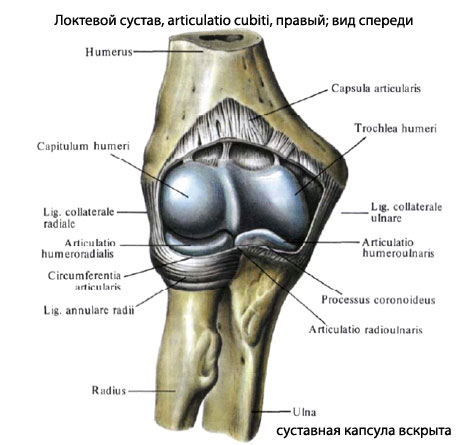 Локтевой сустав, articulatio cubiti, правый; вид спереди
Humerus
Capsula articularis
Trochlea humeri
Capitulum humeri
Lig. collaterale
radiale
Lig. collaterale
ulnare
Articulatio
humeroradialis
Articulatio
humeroulnaris
Circumferentia
articularis
Processus coronoideus
Lig. annulare radii
Articulatio radioulnaris
Radius
Ulna
суставная капсула вскрыта